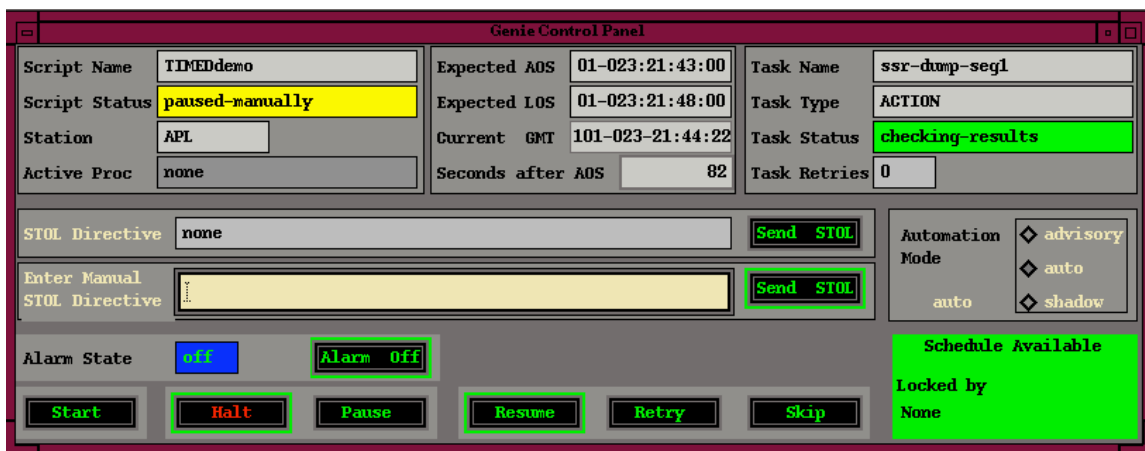 Genie Control Panel
Script Name TIMEDdemo
Script Status paused-manually
Station APL
Active Proc none
Expected AOS 01-023:21:43:00
Expected LOS 01-023:21:48:00
Current GMT 101-023-21:44:22
Seconds after AOS 82
Task Name ssr-dump-seg1
Task Type ACTION
Task Status checking-results
Task Retries 0
STOL Directive none Send STOL
Enter Manual
STOL Directive Send STOL
Automation
Mode
auto
advisory
auto
shadow
Alarm State off Alarm Off
Start Halt Pause Resume Retry Skip
Schedule Available
Locked by
None